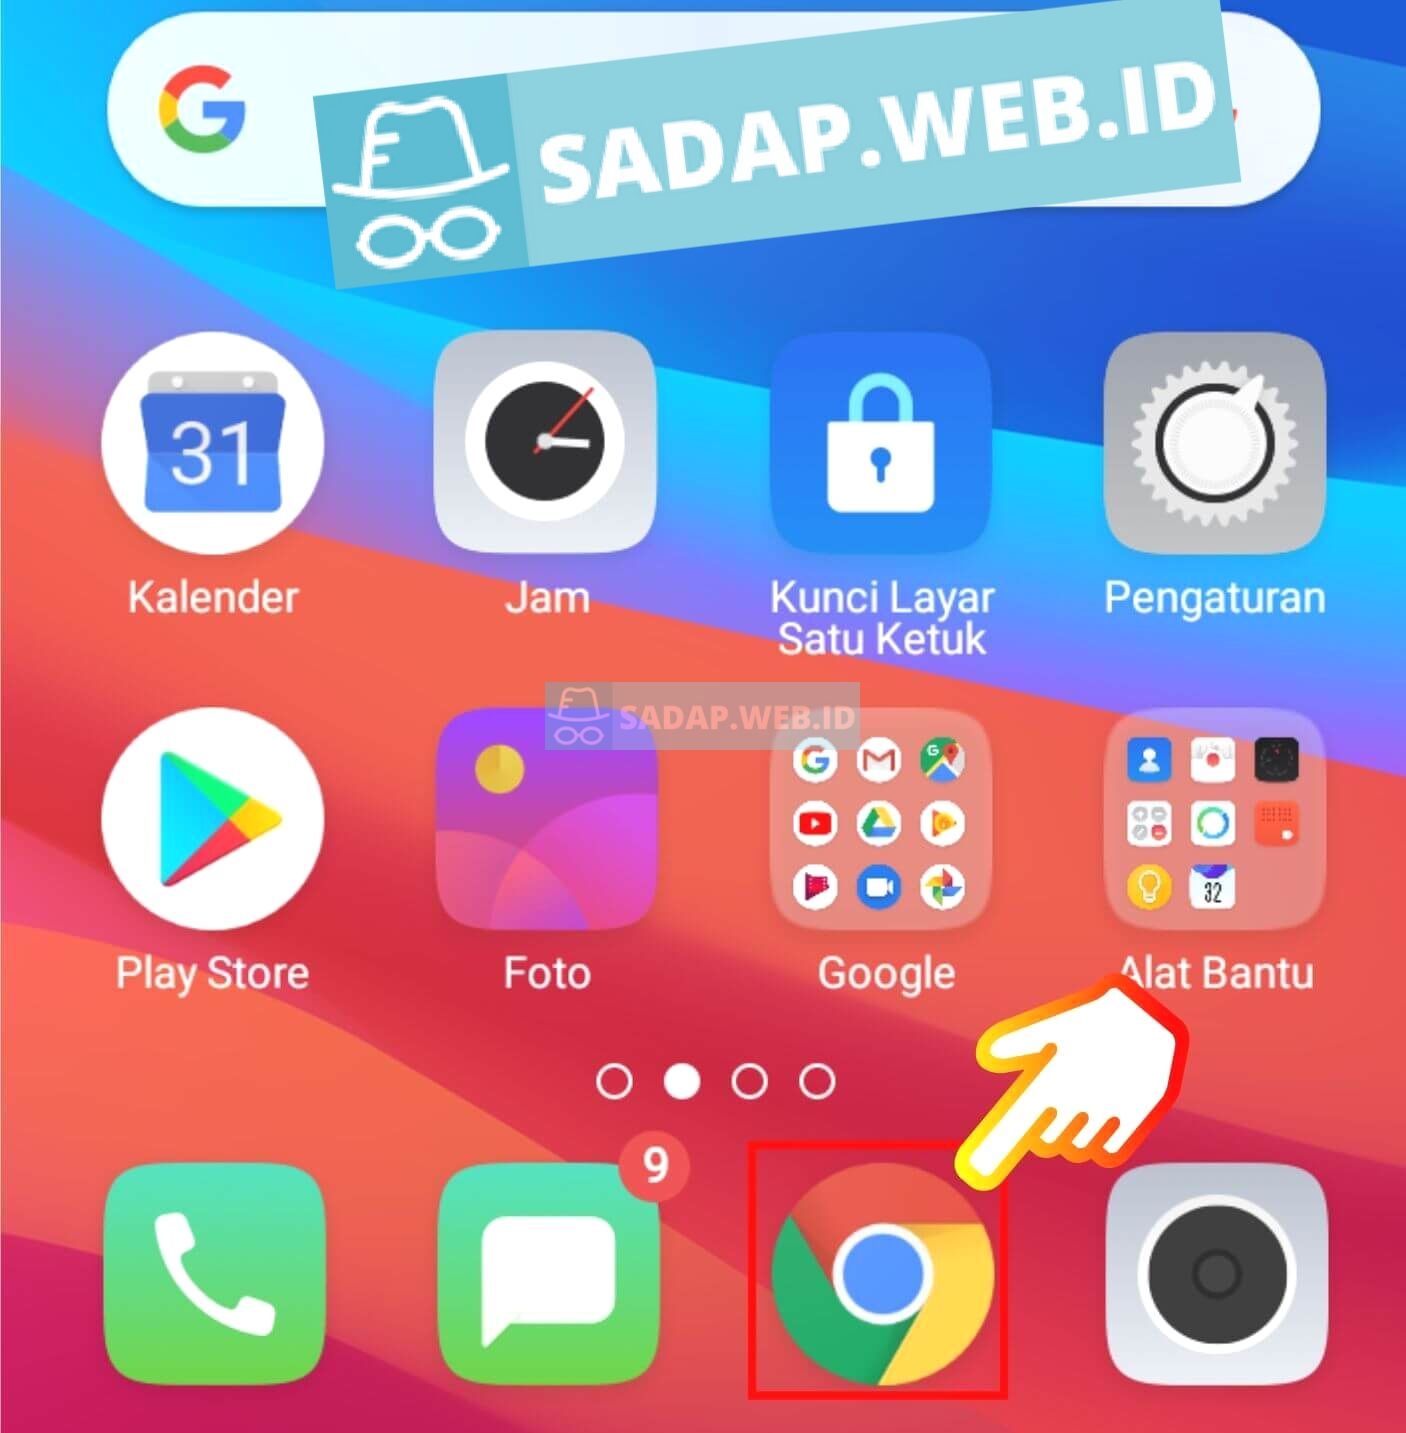 G
SADAP.WEB.ID
31
Kalender
Jam
Kunci Layar
Satu Ketuk
Pengaturan
SADAP.WEB.ID
G
G
32
Play Store
Foto
Google
Alat Bantu
9